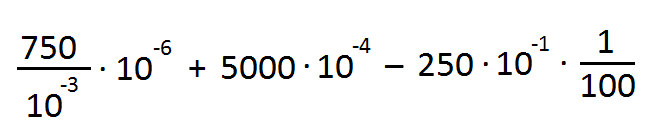 750/10⁻³ · 10⁻⁶ + 5000 · 10⁻⁴ − 250 · 10⁻¹ · 1/100